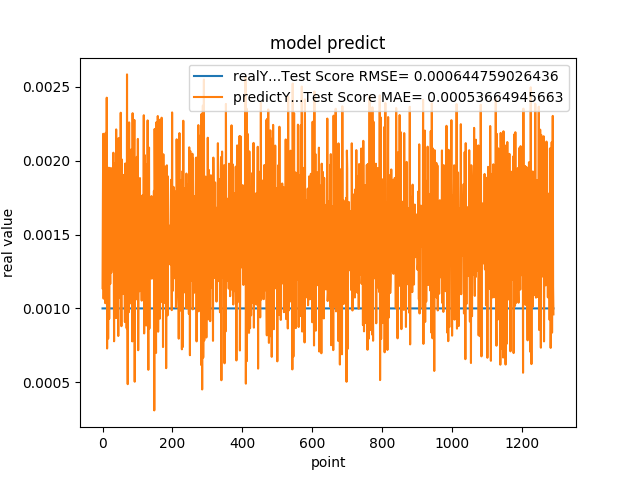 model predict
realY...Test Score RMSE= 0.000644759026436
predictY...Test Score MAE= 0.00053664945663
0.0025
0.0020
0.0015
0.0010
0.0005
real value
0 200 400 600 800 1000 1200
point